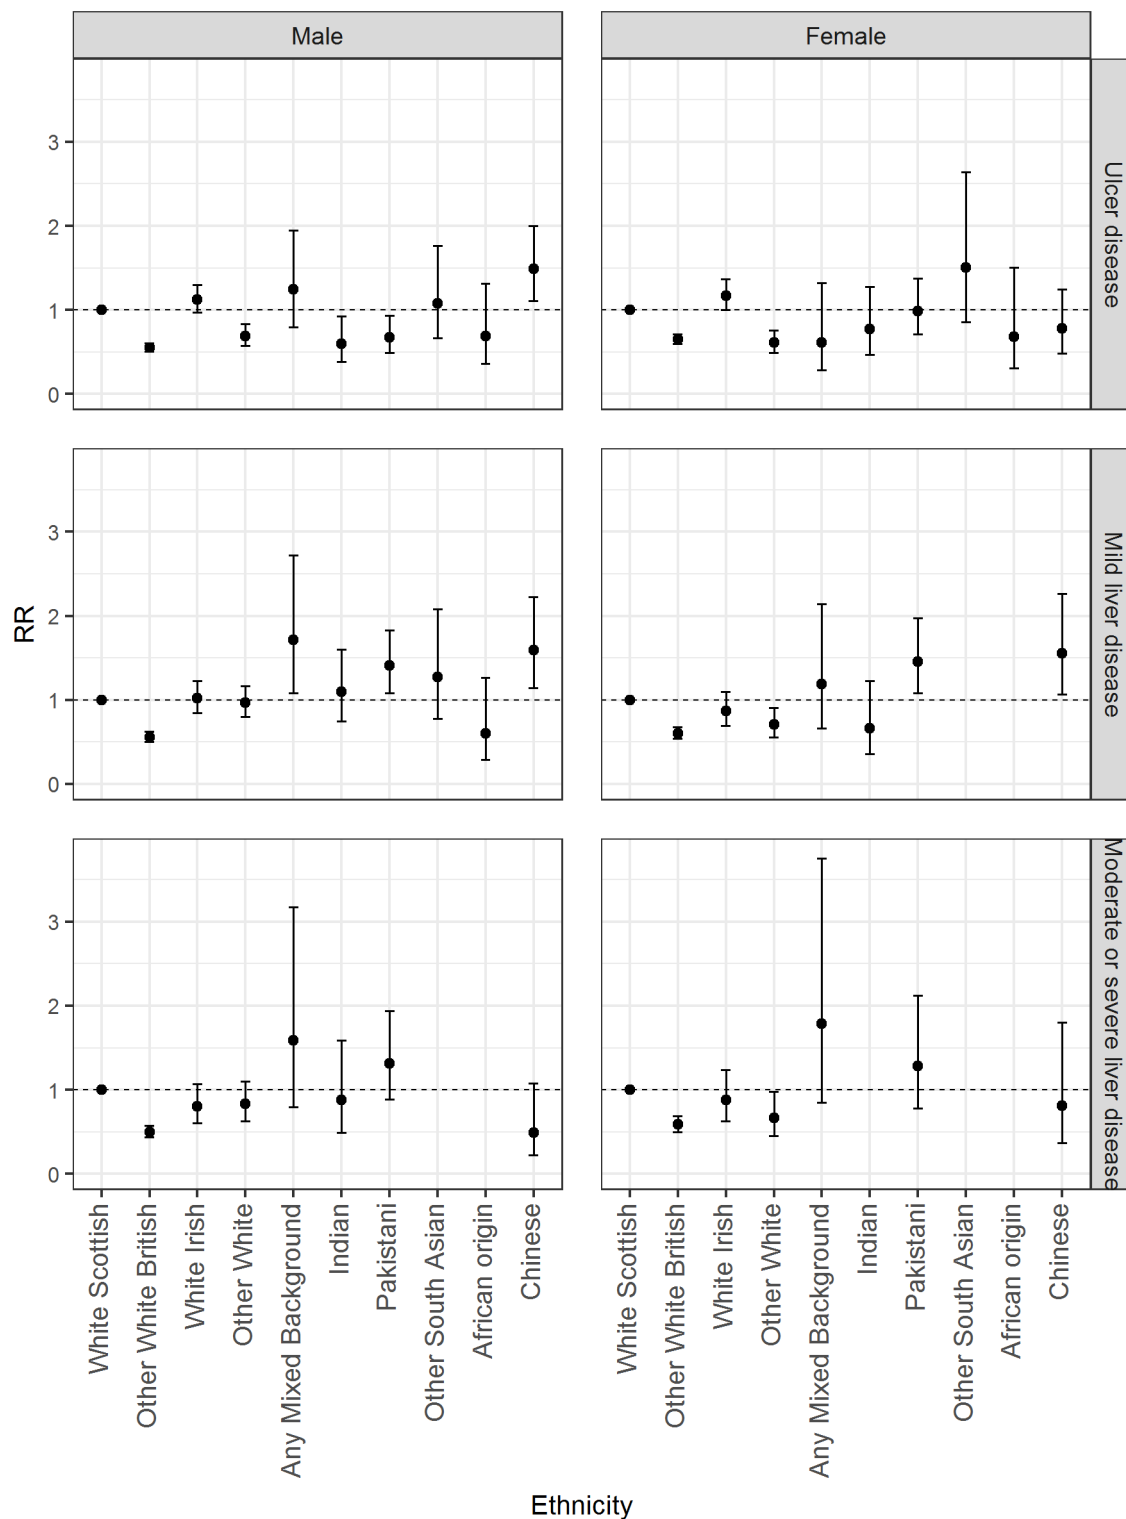 Male
Female
3
2
1
0
Ulcer disease
3
2
1
0
Mild liver disease
RR
3
2
1
0
Moderate or severe liver disease
White Scottish
Other White British
White Irish
Other White
Any Mixed Background
Indian
Pakistani
Other South Asian
African origin
Chinese
White Scottish
Other White British
White Irish
Other White
Any Mixed Background
Indian
Pakistani
Other South Asian
African origin
Chinese
Ethnicity